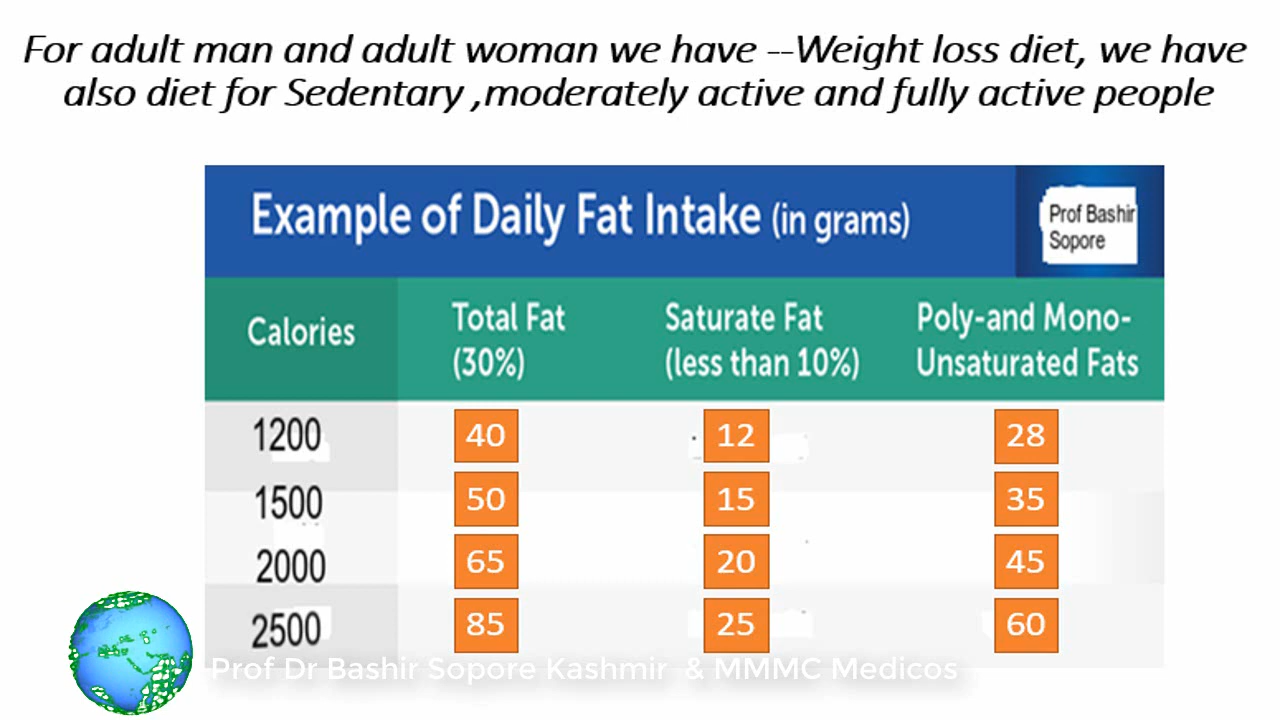 For adult man and adult woman we have --Weight loss diet, we have
also diet for Sedentary ,moderately active and fully active people
Example of Daily Fat Intake (in grams)
Prof Bashir
Sopore
Calories
Total Fat
(30%)
Saturate Fat
(less than 10%)
Poly-and Mono-
Unsaturated Fats
1200 40 12 28
1500 50 15 35
2000 65 20 45
2500 85 25 60
Prof Dr Bashir Sopore Kashmir & MMMC Medicos